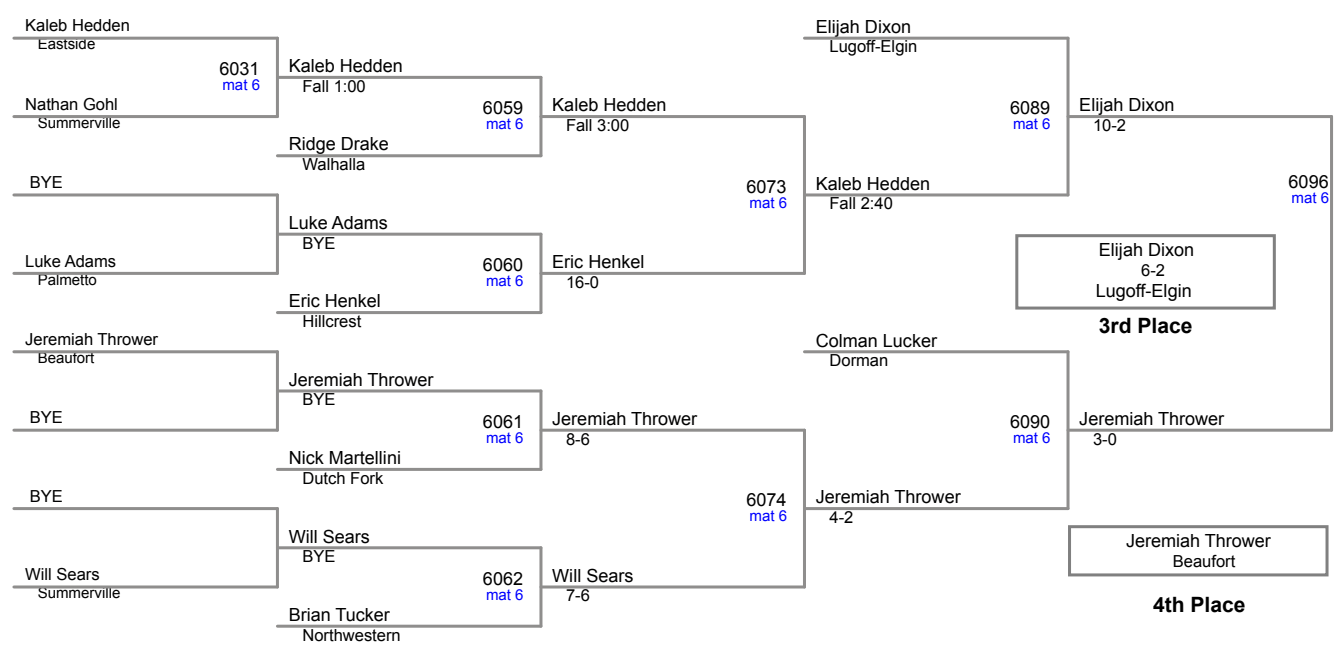 Kaleb Hedden
Eastside
6031
mat 6
Nathan Gohl
Summerville
BYE
Luke Adams
Palmetto
Jeremiah Thrower
Beaufort
BYE
BYE
Will Sears
Summerville
Kaleb Hedden
Fall 1:00
6059
mat 6
Ridge Drake
Walhalla
Luke Adams
BYE
6060
mat 6
Eric Henkel
Hillcrest
Jeremiah Thrower
BYE
6061
mat 6
Nick Martellini
Dutch Fork
Will Sears
BYE
6062
mat 6
Brian Tucker
Northwestern
Kaleb Hedden
Fall 3:00
6073
mat 6
Eric Henkel
16-0
Jeremiah Thrower
8-6
6074
mat 6
Will Sears
7-6
Elijah Dixon
Lugoff-Elgin
6089
mat 6
Kaleb Hedden
Fall 2:40
Colman Lucker
Dorman
6090
mat 6
Jeremiah Thrower
4-2
Elijah Dixon
10-2
6096
mat 6
Jeremiah Thrower
3-0
Elijah Dixon
6-2
Lugoff-Elgin
3rd Place
Jeremiah Thrower
Beaufort
4th Place